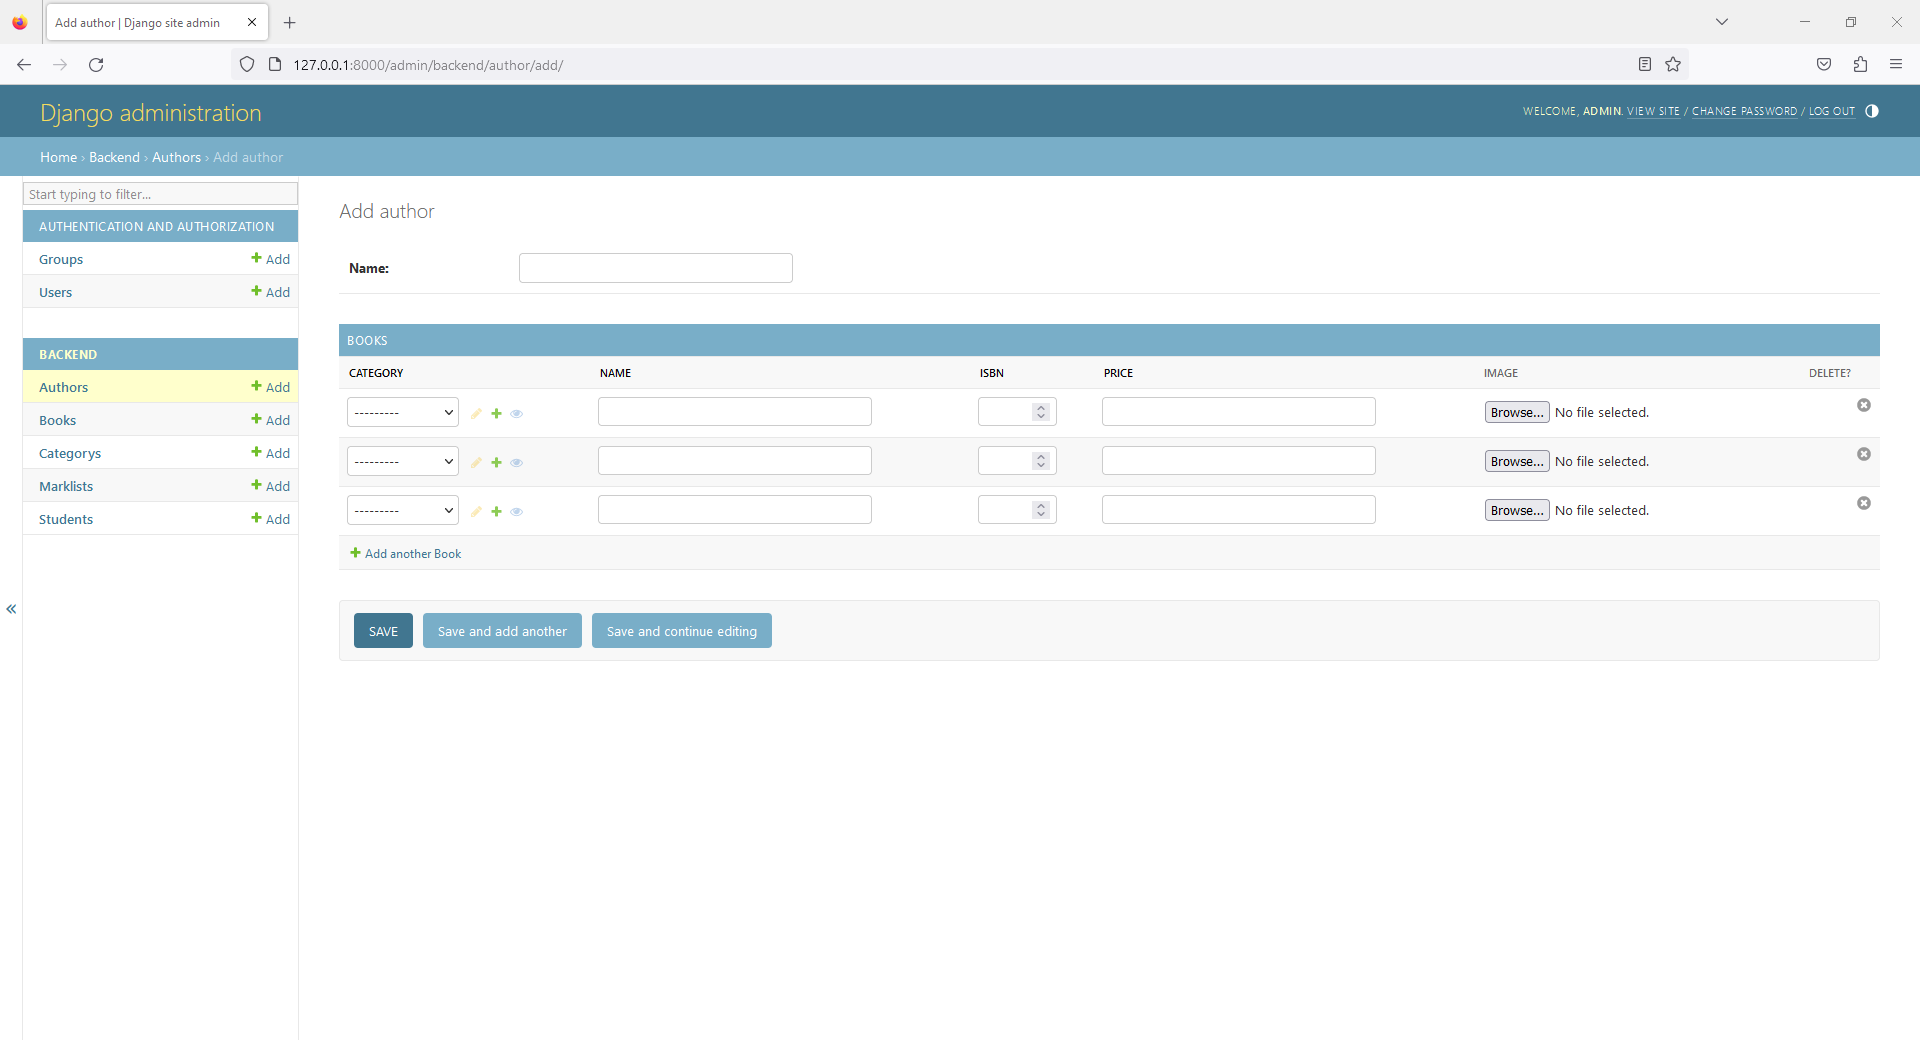 Add author | Django site admin
127.0.0.1:8000/admin/backend/author/add/
Django administration
WELCOME, ADMIN. VIEW SITE / CHANGE PASSWORD / LOG OUT
Home › Backend › Authors › Add author
Start typing to filter...
AUTHENTICATION AND AUTHORIZATION
Groups Add
Users Add
BACKEND
Authors Add
Books Add
Categorys Add
Marklists Add
Students Add
Add author
Name:
BOOKS
CATEGORY NAME ISBN PRICE IMAGE DELETE?
--------- Browse... No file selected.
--------- Browse... No file selected.
--------- Browse... No file selected.
Add another Book
SAVE Save and add another Save and continue editing